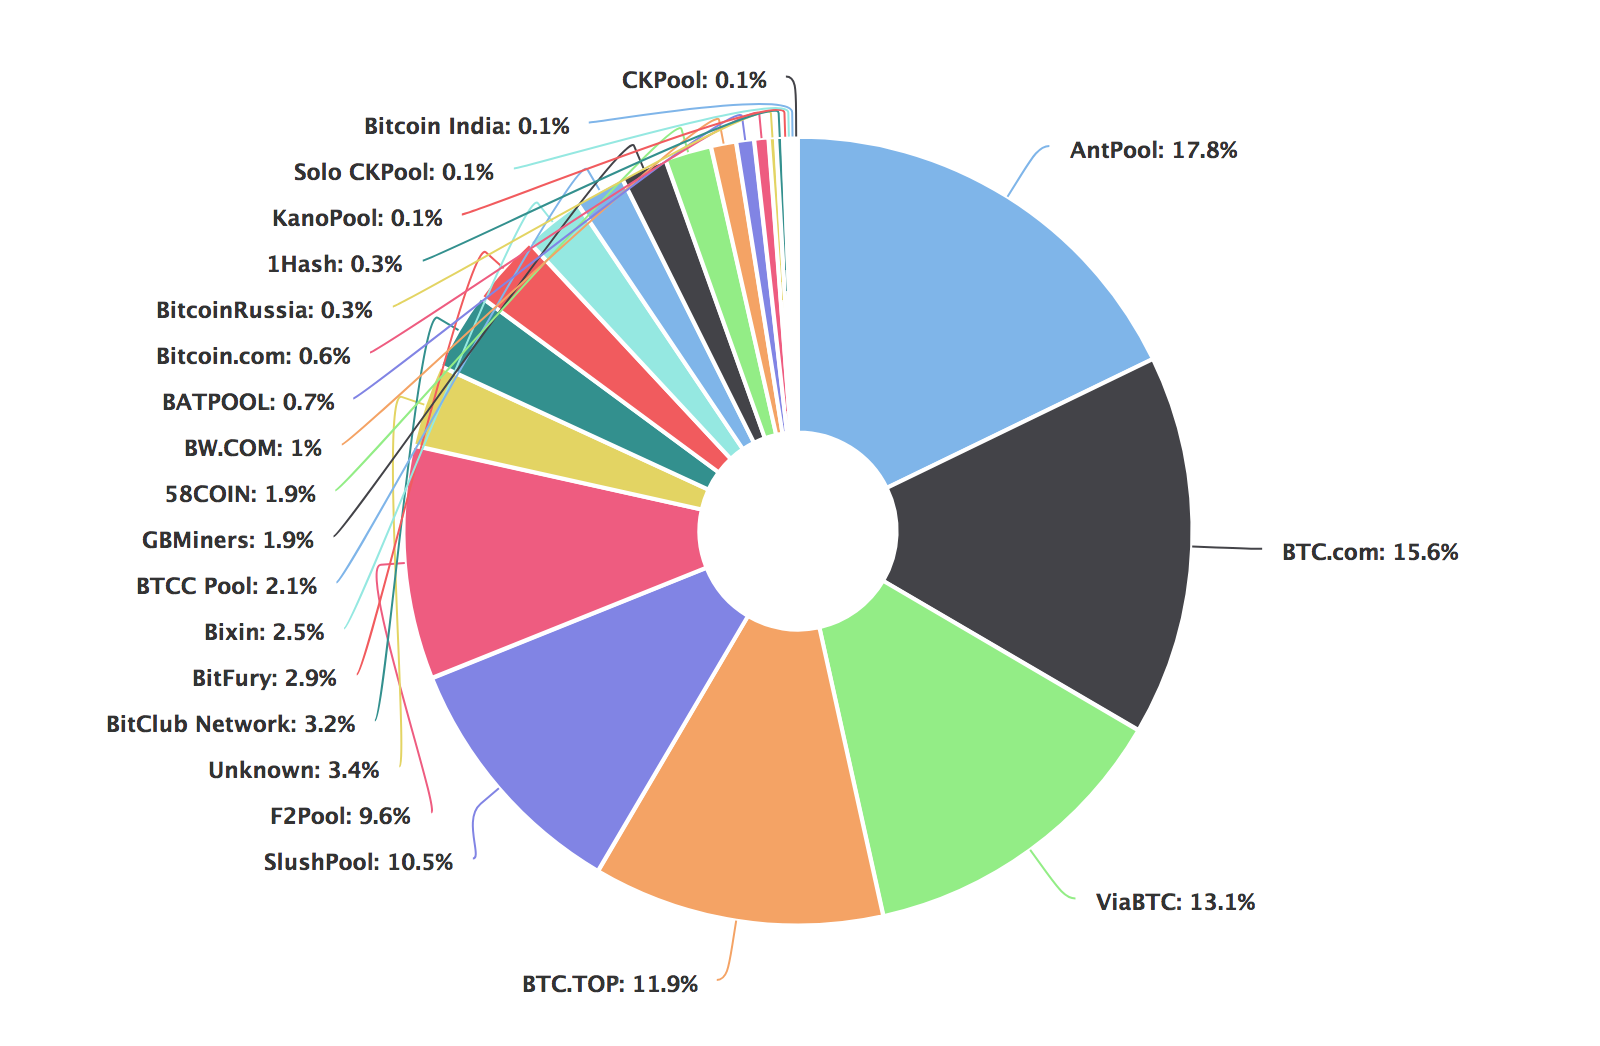 CKPool: 0.1%
Bitcoin India: 0.1%
AntPool: 17.8%
Solo CKPool: 0.1%
KanoPool: 0.1%
1Hash: 0.3%
BitcoinRussia: 0.3%
Bitcoin.com: 0.6%
BATPOOL: 0.7%
BW.COM: 1%
58COIN: 1.9%
GBMiners: 1.9%
BTC.com: 15.6%
BTCC Pool: 2.1%
Bixin: 2.5%
BitFury: 2.9%
BitClub Network: 3.2%
Unknown: 3.4%
F2Pool: 9.6%
SlushPool: 10.5%
ViaBTC: 13.1%
BTC.TOP: 11.9%